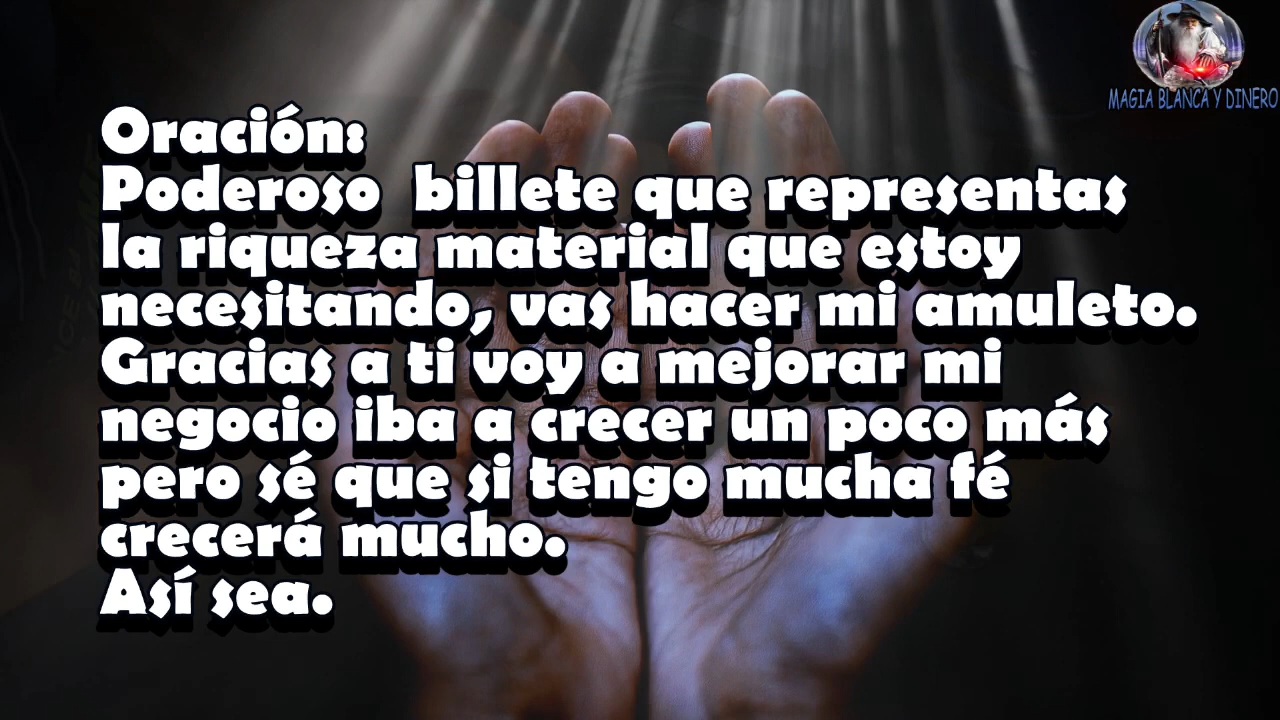 MAGIA BLANCA Y DINERO
Oración:
Poderoso billete que representas
la riqueza material que estoy
necesitando, vas hacer mi amuleto.
Gracias a ti voy a mejorar mi
negocio iba a crecer un poco más
pero sé que si tengo mucha fé
crecerá mucho.
Así sea.